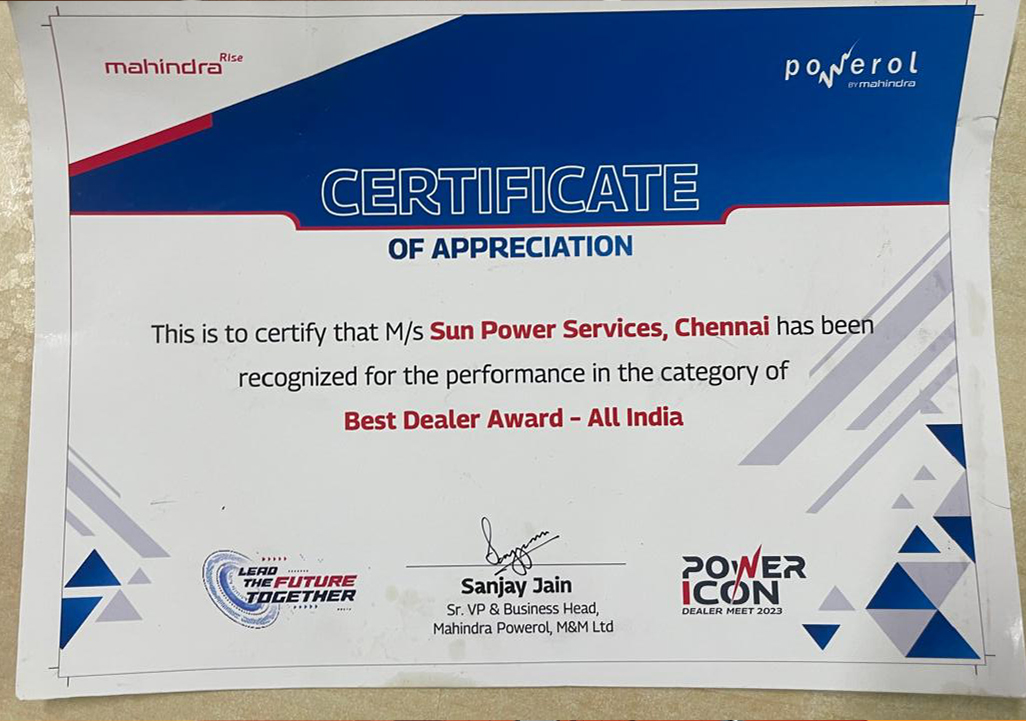 mahindra Rise
powerol
BY mahindra
CERTIFICATE
OF APPRECIATION
This is to certify that M/s Sun Power Services, Chennai has been
recognized for the performance in the category of
Best Dealer Award - All India
LEAD
THE FUTURE
TOGETHER
Sanjay Jain
Sr. VP & Business Head,
Mahindra Powerol, M&M Ltd
POWER
ICON
DEALER MEET 2023